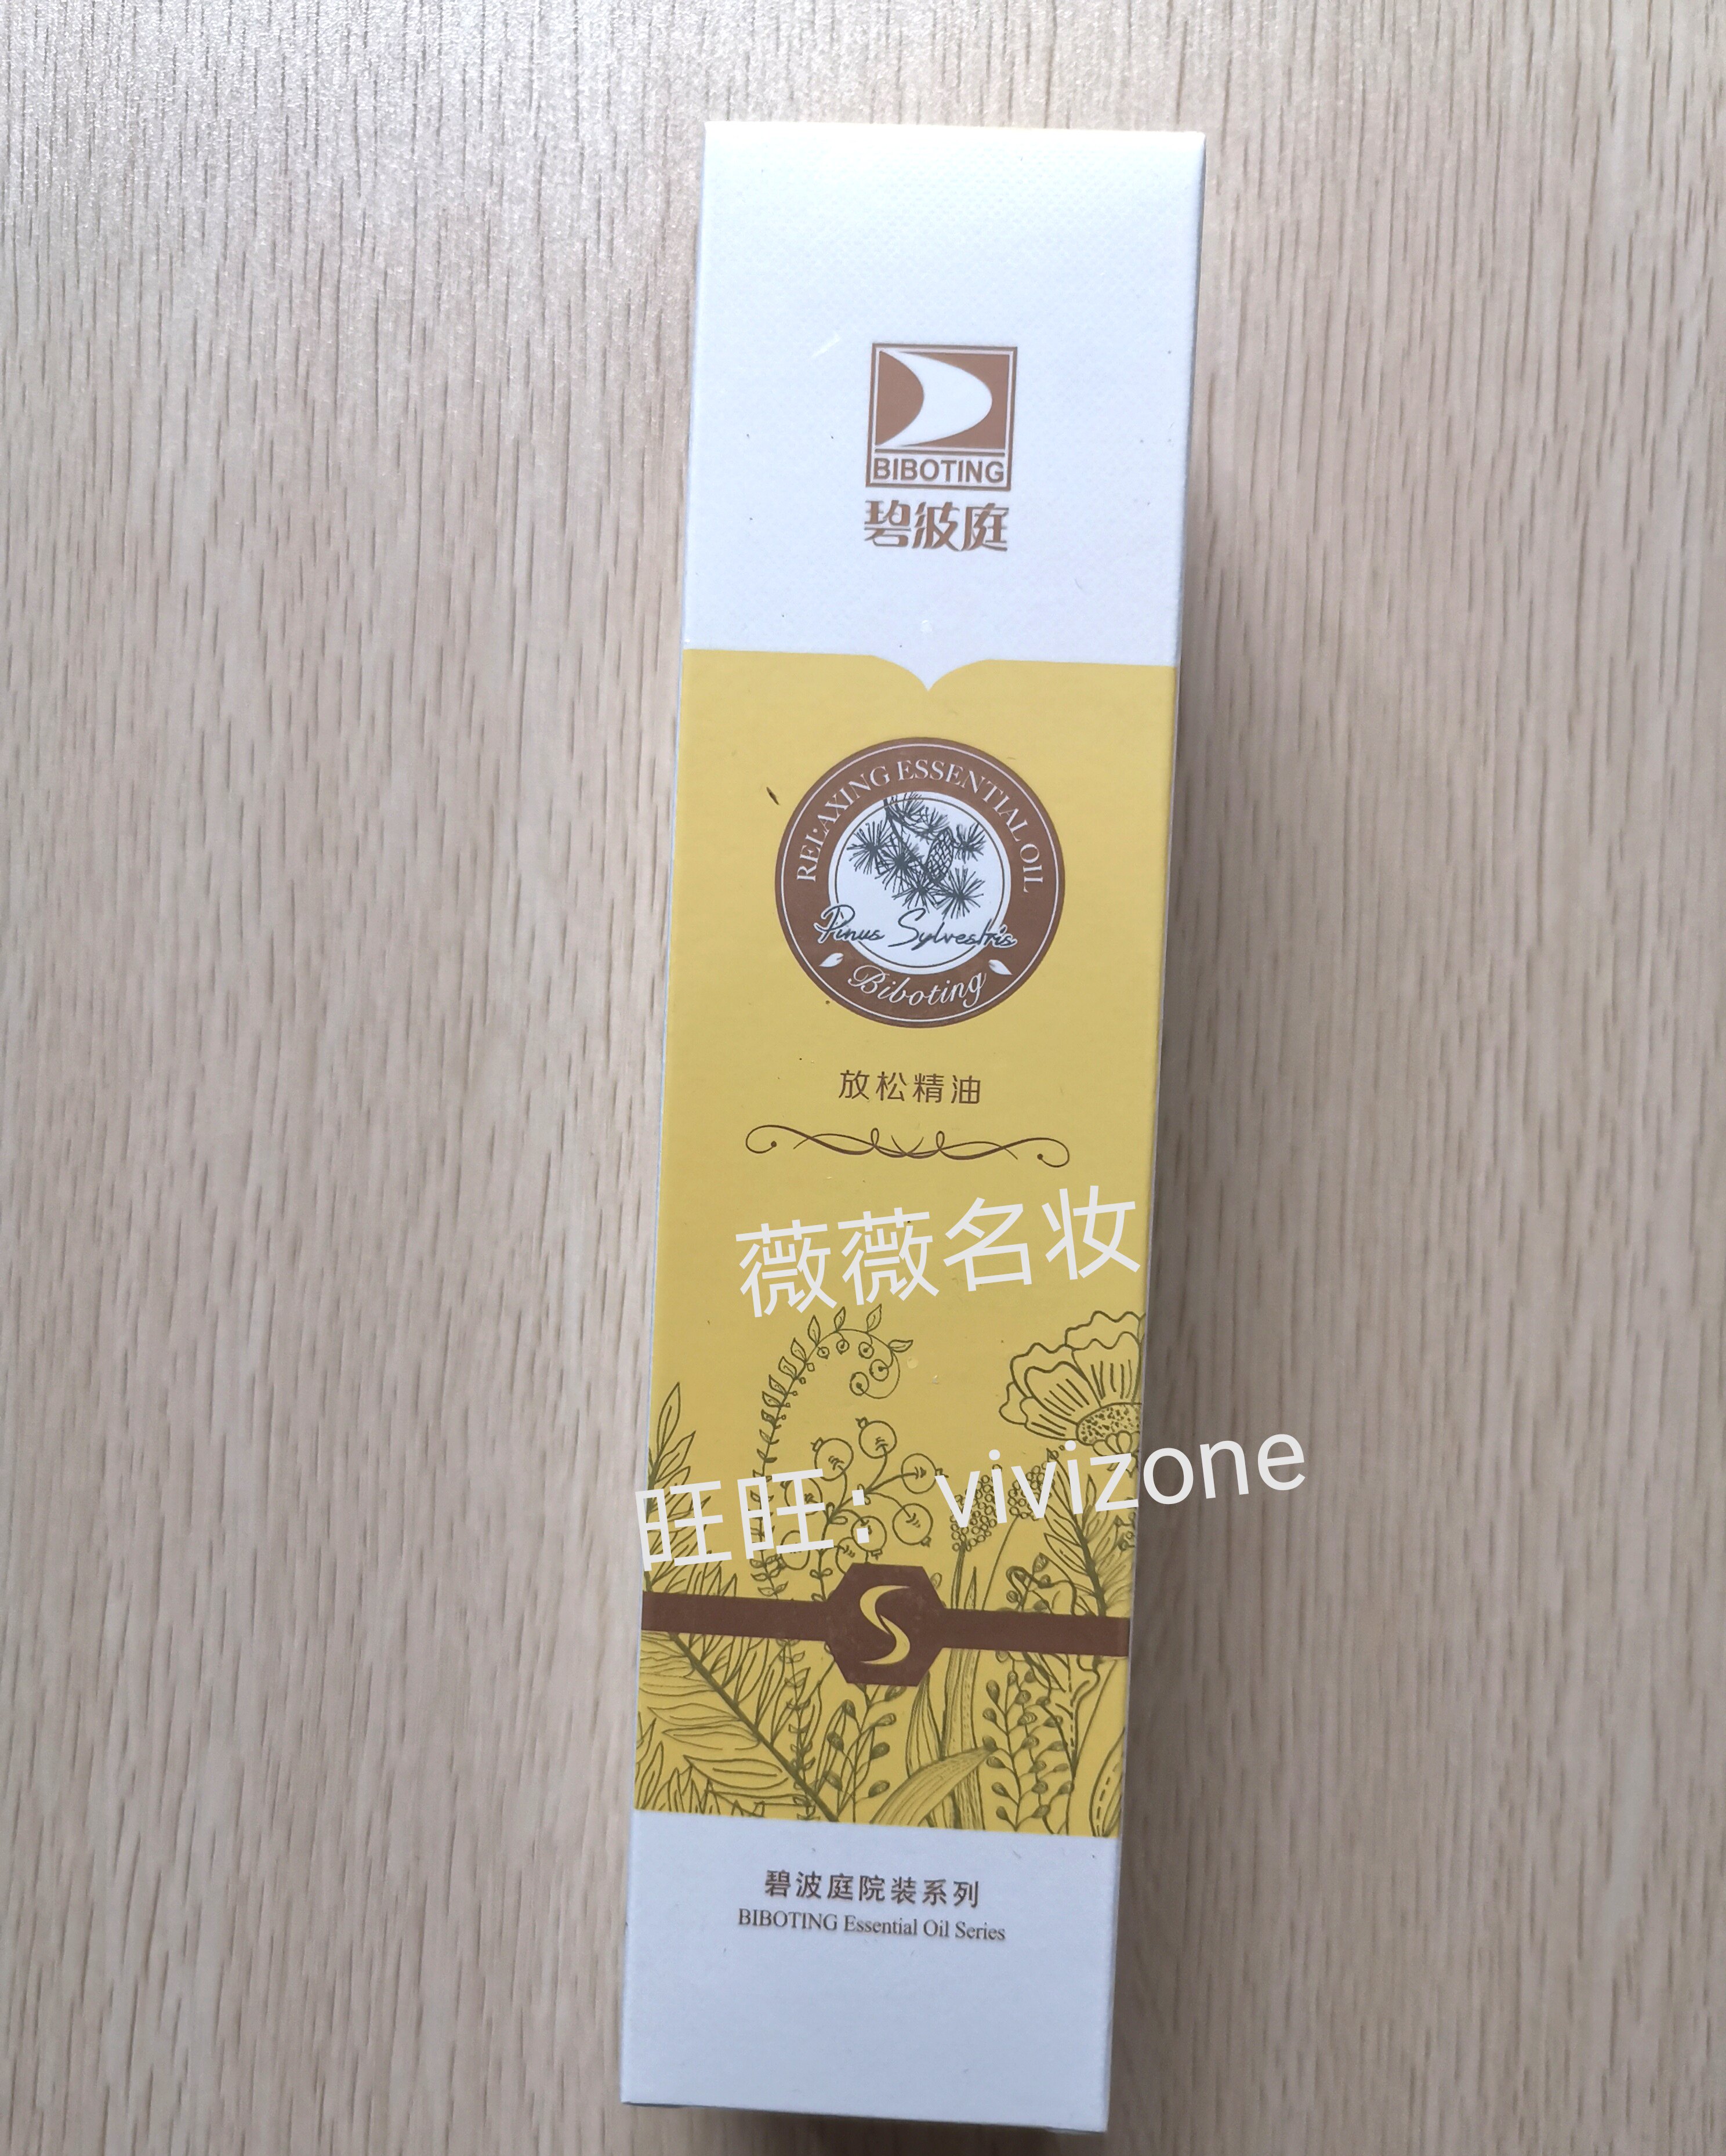 BIBOTING
碧波庭
RELAXING ESSENTIAL OIL
Pinus Sylvestris
Biboting
放松精油
薇薇名妆
旺旺：vivizone
S
碧波庭院装系列
BIBOTING Essential Oil Series